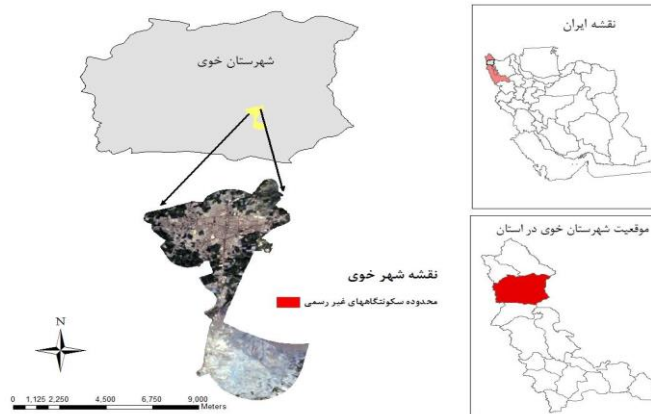 شهرستان خوی
نقشه ایران
موقعیت شهرستان خوی در استان
نقشه شهر خوی
محدوده سکونتگاههای غیر رسمی
N
0 1,125 2,250 4,500 6,750 9,000
Meters